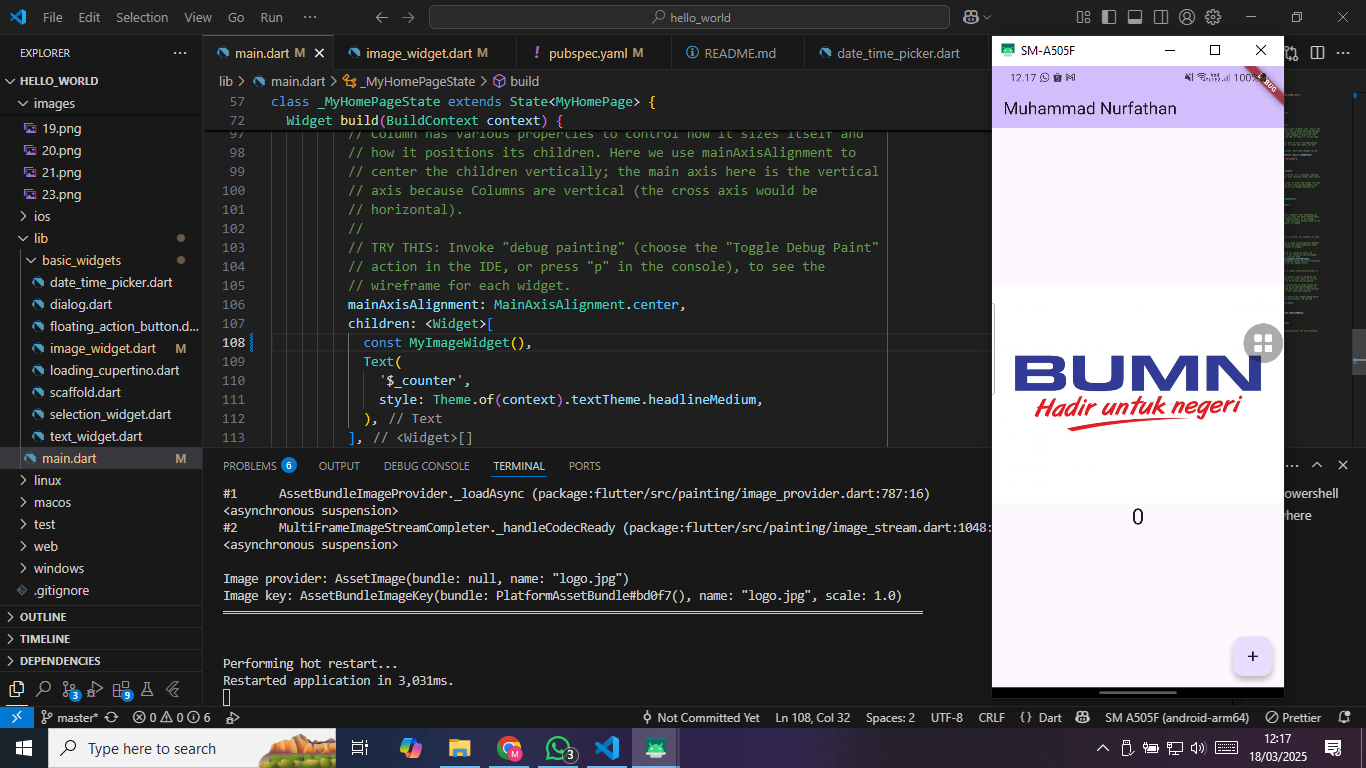 File Edit Selection View Go Run ···
hello_world
EXPLORER ···
HELLO_WORLD
images
19.png
20.png
21.png
23.png
ios
lib
basic_widgets
date_time_picker.dart
dialog.dart
floating_action_button.d...
image_widget.dart M
loading_cupertino.dart
scaffold.dart
selection_widget.dart
text_widget.dart
main.dart M
linux
macos
test
web
windows
.gitignore
OUTLINE
TIMELINE
DEPENDENCIES
3
9
main.dart M
image_widget.dart M
! pubspec.yaml M
README.md
date_time_picker.dart
lib > main.dart > _MyHomePageState > build
57 class _MyHomePageState extends State<MyHomePage> {
72 Widget build(BuildContext context) {
97 // Column has various properties to control how it sizes itself and
98 // how it positions its children. Here we use mainAxisAlignment to
99 // center the children vertically; the main axis here is the vertical
100 // axis because Columns are vertical (the cross axis would be
101 // horizontal).
102 //
103 // TRY THIS: Invoke "debug painting" (choose the "Toggle Debug Paint"
104 // action in the IDE, or press "p" in the console), to see the
105 // wireframe for each widget.
106 mainAxisAlignment: MainAxisAlignment.center,
107 children: <Widget>[
108 const MyImageWidget(),
109 Text(
110 '$_counter',
111 style: Theme.of(context).textTheme.headlineMedium,
112 ), // Text
113 ], // <Widget>[]
PROBLEMS 6 OUTPUT DEBUG CONSOLE TERMINAL PORTS
#1 AssetBundleImageProvider._loadAsync (package:flutter/src/painting/image_provider.dart:787:16)
<asynchronous suspension>
#2 MultiFrameImageStreamCompleter._handleCodecReady (package:flutter/src/painting/image_stream.dart:1048:
<asynchronous suspension>
Image provider: AssetImage(bundle: null, name: "logo.jpg")
Image key: AssetBundleImageKey(bundle: PlatformAssetBundle#bd0f7(), name: "logo.jpg", scale: 1.0)
Performing hot restart...
Restarted application in 3,031ms.
owershell
here
SM-A505F
12.17 100%
BUG
Muhammad Nurfathan
BUMN
Hadir untuk negeri
0
+
master* 0 0 6
Not Committed Yet Ln 108, Col 32 Spaces: 2 UTF-8 CRLF {} Dart SM A505F (android-arm64) Prettier
Type here to search
M
3
12:17
18/03/2025